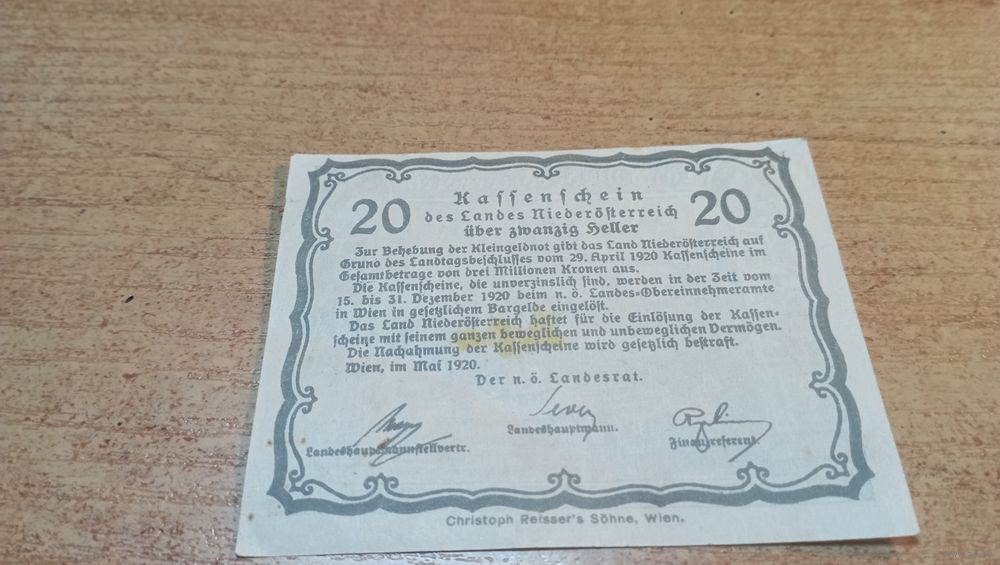 20
Kassenschein
20
des Landes Niederösterreich
über zwanzig Heller
Zur Behebung der Kleingeldnot gibt das Land Niederösterreich auf
Grund des Landtagsbeschlusses vom 29. April 1920 Kassenscheine im
Gesamtbetrage von drei Millionen Kronen aus.
Die Kassenscheine, die unverzinslich sind, werden in der Zeit vom
15. bis 31. Dezember 1920 beim n. ö. Landes-Obereinnehmeramte
in Wien in gesetzlichem Bargelde eingelöst.
Das Land Niederösterreich haftet für die Einlösung der Kassen-
scheine mit seinem ganzen beweglichen und unbeweglichen Vermögen.
Die Nachahmung der Kassenscheine wird gesetzlich bestraft.
Wien, im Mai 1920.
Der n. ö. Landesrat.
Landeshauptmannstellvertr.
Landeshauptmann.
Finanzreferent.
Christoph Reisser's Söhne, Wien.